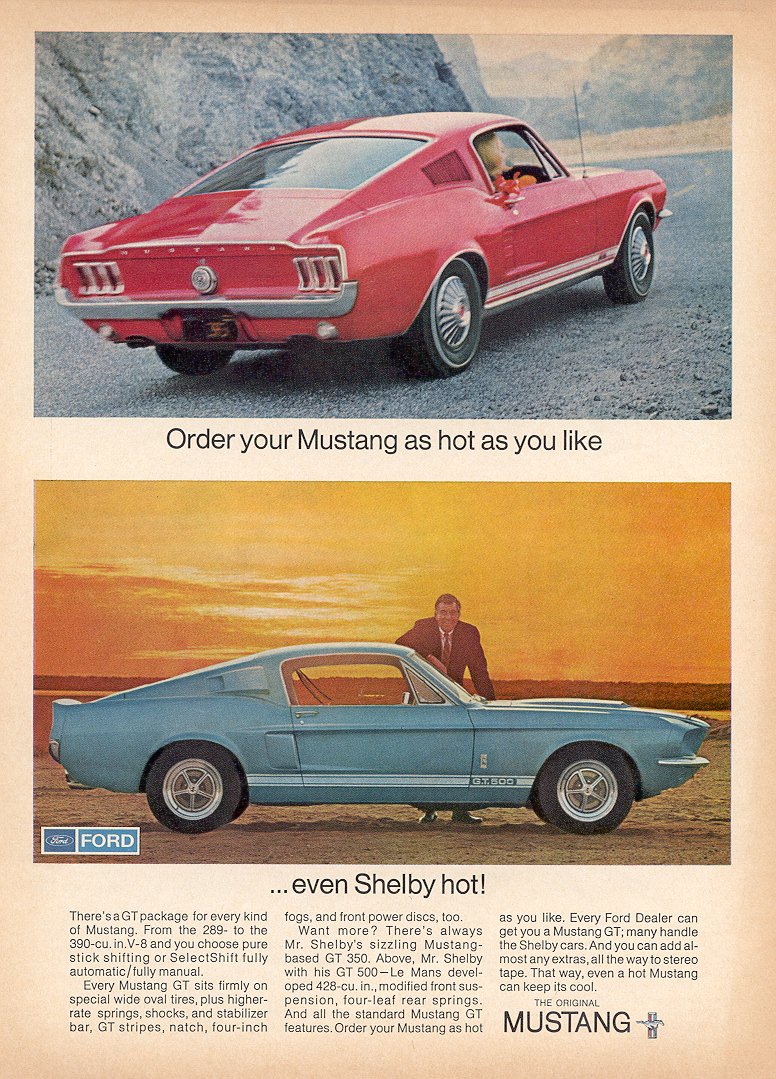 MUSTANG
Order your Mustang as hot as you like
G.T.500
Ford FORD
...even Shelby hot!
There's a GT package for every kind
of Mustang. From the 289- to the
390-cu. in. V-8 and you choose pure
stick shifting or SelectShift fully
automatic/fully manual.
Every Mustang GT sits firmly on
special wide oval tires, plus higher-
rate springs, shocks, and stabilizer
bar, GT stripes, natch, four-inch
fogs, and front power discs, too.
Want more? There's always
Mr. Shelby's sizzling Mustang-
based GT 350. Above, Mr. Shelby
with his GT 500—Le Mans devel-
oped 428-cu. in., modified front sus-
pension, four-leaf rear springs.
And all the standard Mustang GT
features. Order your Mustang as hot
as you like. Every Ford Dealer can
get you a Mustang GT; many handle
the Shelby cars. And you can add al-
most any extras, all the way to stereo
tape. That way, even a hot Mustang
can keep its cool.
THE ORIGINAL
MUSTANG